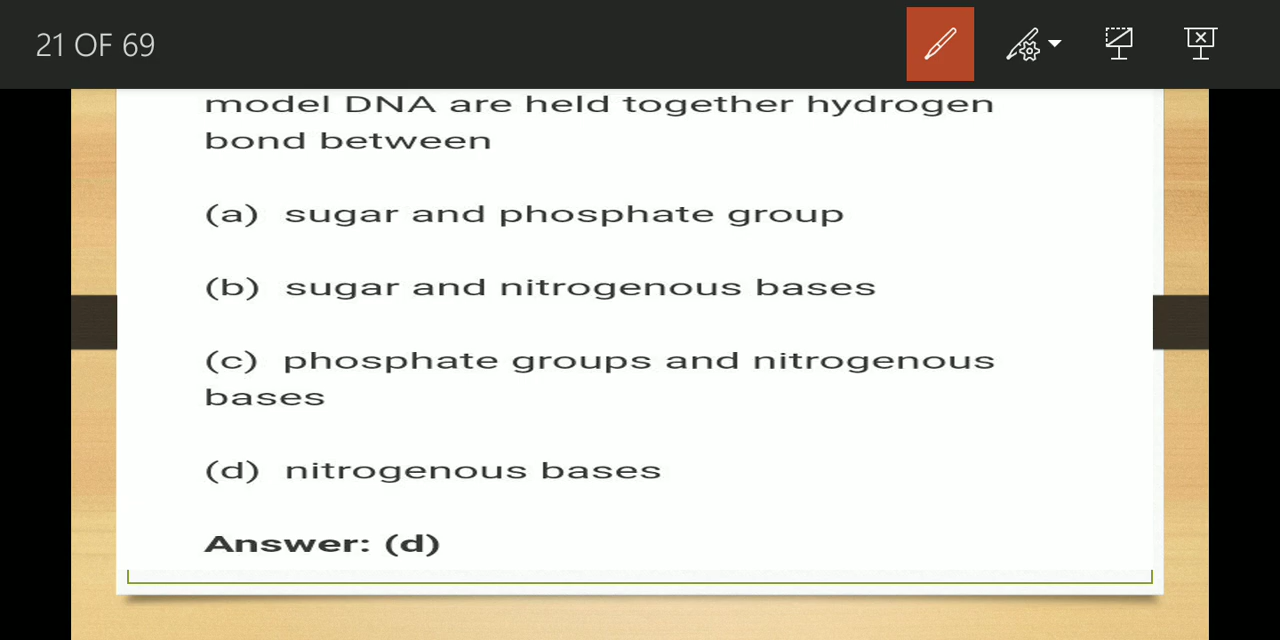 21 OF 69
model DNA are held together hydrogen
bond between
(a) sugar and phosphate group
(b) sugar and nitrogenous bases
(c) phosphate groups and nitrogenous
bases
(d) nitrogenous bases
Answer: (d)